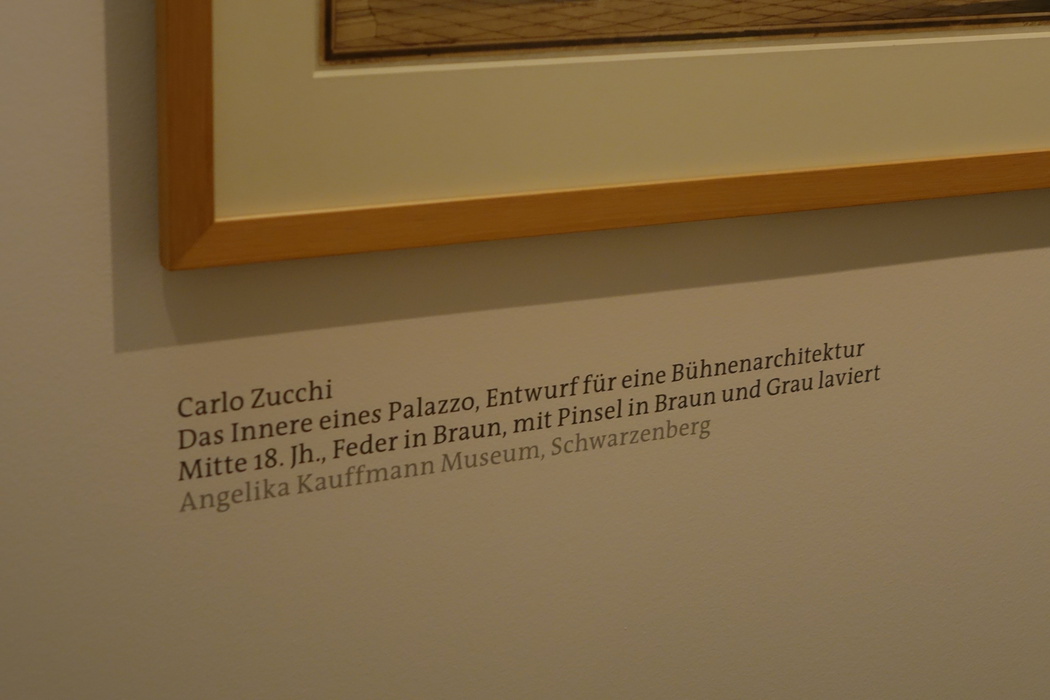 Carlo Zucchi
Das Innere eines Palazzo, Entwurf für eine Bühnenarchitektur
Mitte 18. Jh., Feder in Braun, mit Pinsel in Braun und Grau laviert
Angelika Kauffmann Museum, Schwarzenberg